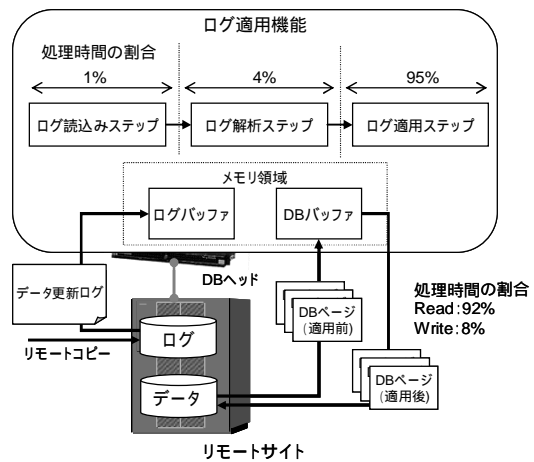 ログ適用機能
処理時間の割合
1%
4%
95%
ログ読込みステップ
ログ解析ステップ
ログ適用ステップ
メモリ領域
ログバッファ
DBバッファ
DBヘッド
データ更新ログ
リモートコピー
ログ
データ
DBページ
(適用前)
処理時間の割合
Read:92%
Write:8%
DBページ
(適用後)
リモートサイト